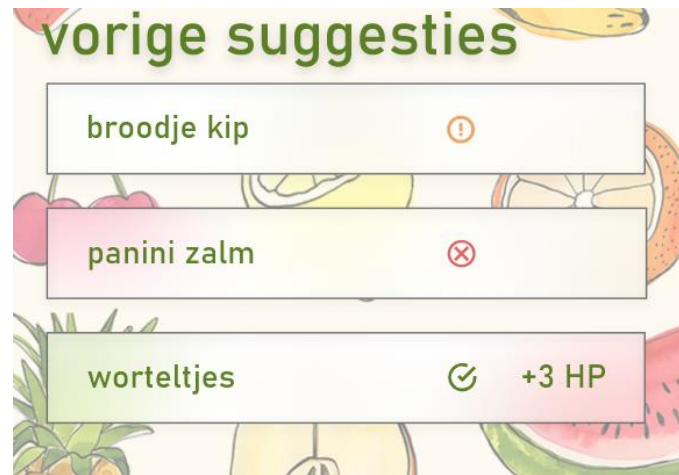 vorige suggesties
broodje kip
panini zalm
worteltjes +3 HP